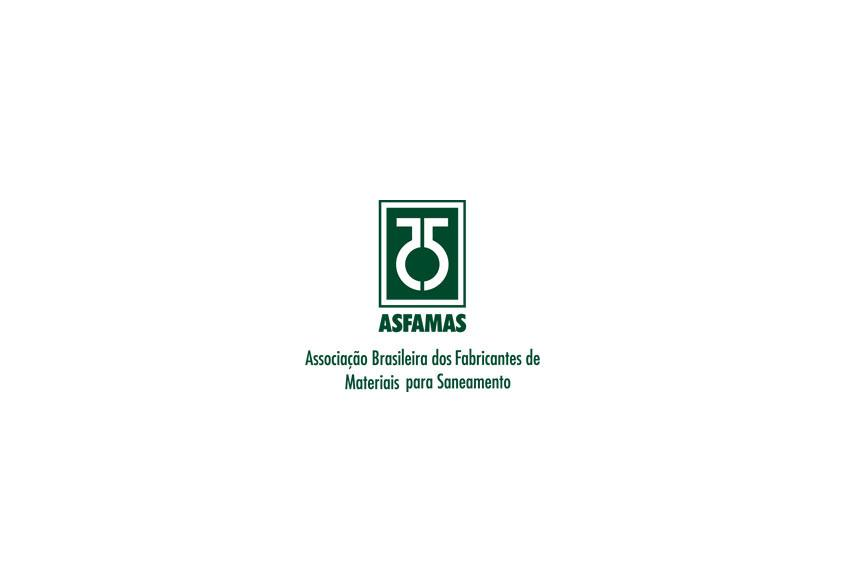 ASFAMAS
Associação Brasileira dos Fabricantes de
Materiais para Saneamento